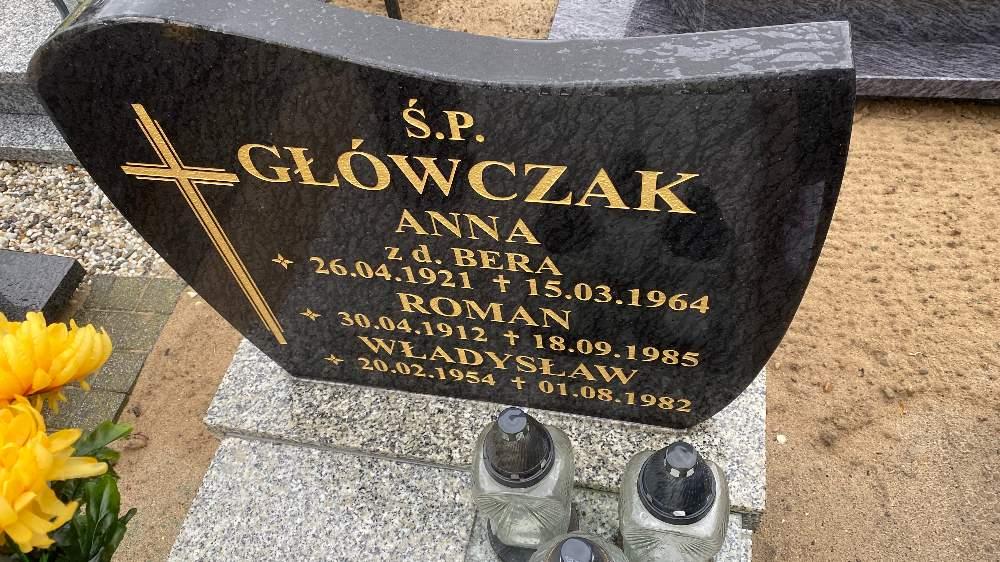 Ś.P.
GŁÓWCZAK
ANNA
z d. BERA
26.04.1921 † 15.03.1964
ROMAN
30.04.1912 † 18.09.1985
WŁADYSŁAW
20.02.1954 † 01.08.1982